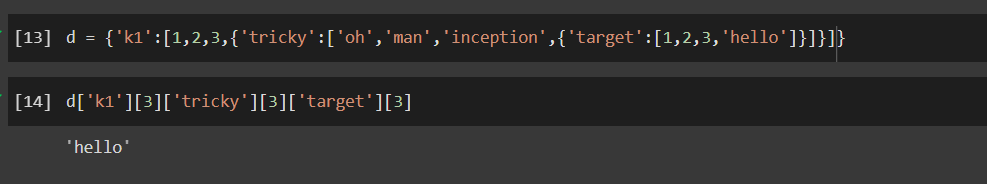 [13] d = {'k1':[1,2,3,{'tricky':['oh','man','inception',{'target':[1,2,3,'hello']}]}]}
[14] d['k1'][3]['tricky'][3]['target'][3]
'hello'